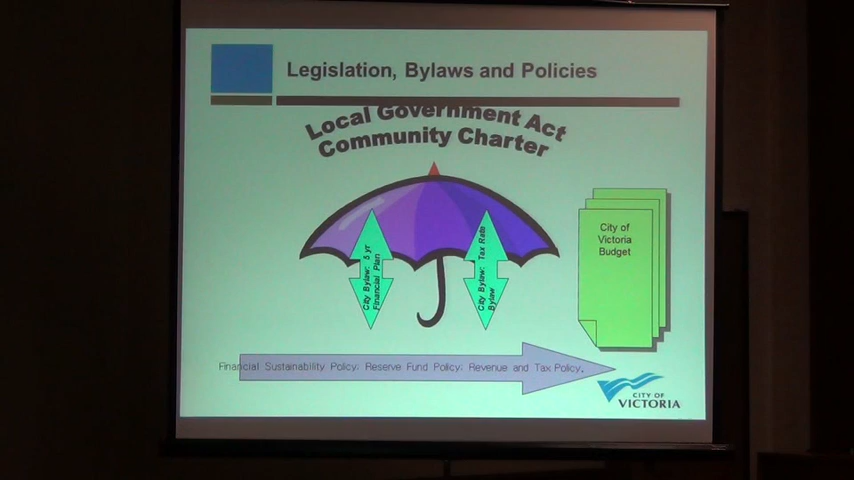 Legislation, Bylaws and Policies
Local Government Act
Community Charter
City Bylaw: 5 yr
Financial Plan
City Bylaw: Tax Rate
Bylaw
City of
Victoria
Budget
Financial Sustainability Policy; Reserve Fund Policy; Revenue and Tax Policy.
CITY OF
VICTORIA